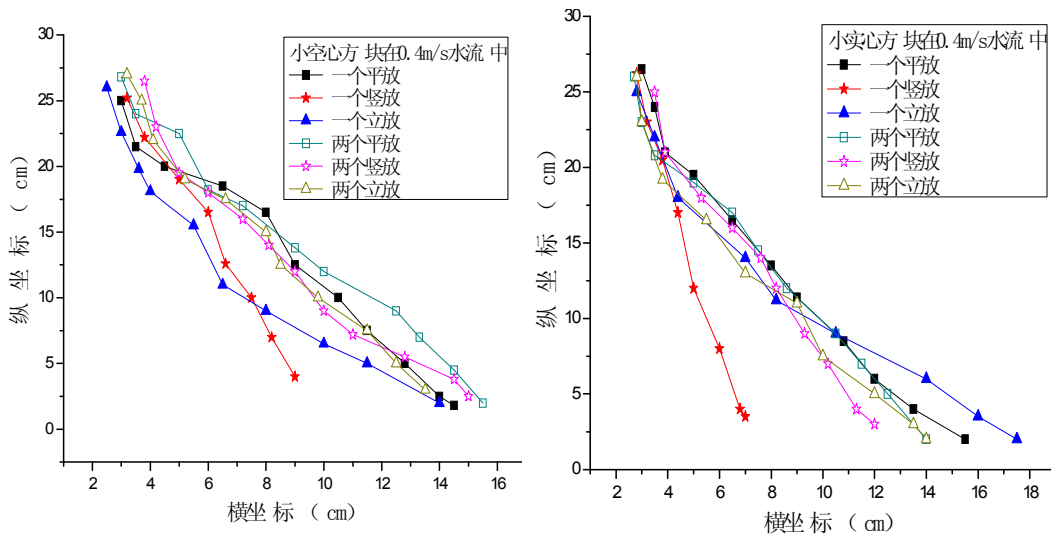 小空心方 块在0.4m/s水流 中
一个平放
一个竖放
一个立放
两个平放
两个竖放
两个立放
30
25
20
15
10
5
0
纵 坐 标 ( cm)
2 4 6 8 10 12 14 16
横坐 标 ( cm)
小实心方 块在0.4m/s水流 中
一个平放
一个竖放
一个立放
两个平放
两个竖放
两个立放
30
25
20
15
10
5
0
纵 坐 标 ( cm)
2 4 6 8 10 12 14 16 18
横坐 标 ( cm)